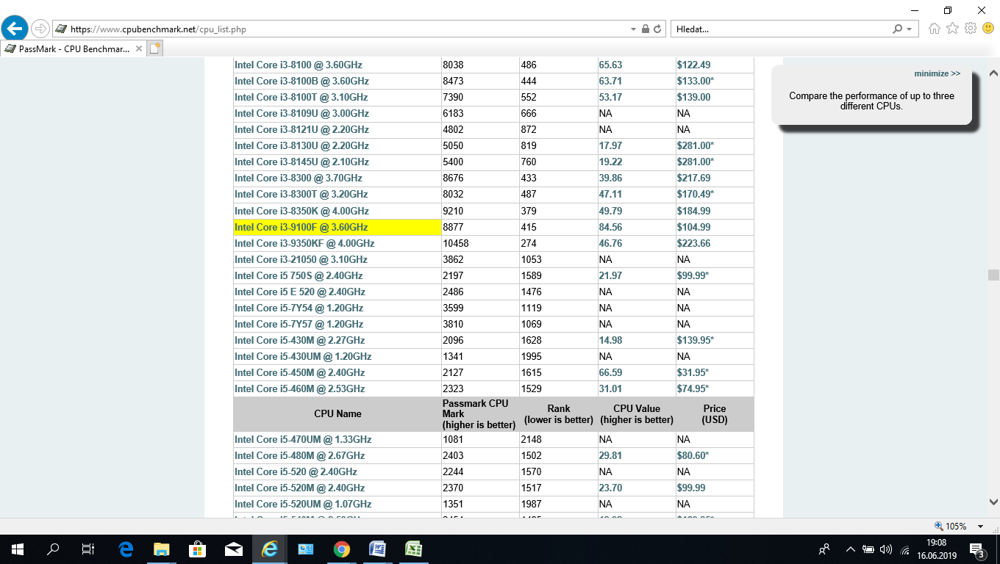 https://www.cpubenchmark.net/cpu_list.php
Hledat...
PassMark - CPU Benchmar...
Intel Core i3-8100 @ 3.60GHz 8038 486 65.63 $122.49
Intel Core i3-8100B @ 3.60GHz 8473 444 63.71 $133.00*
Intel Core i3-8100T @ 3.10GHz 7390 552 53.17 $139.00
Intel Core i3-8109U @ 3.00GHz 6183 666 NA NA
Intel Core i3-8121U @ 2.20GHz 4802 872 NA NA
Intel Core i3-8130U @ 2.20GHz 5050 819 17.97 $281.00*
Intel Core i3-8145U @ 2.10GHz 5400 760 19.22 $281.00*
Intel Core i3-8300 @ 3.70GHz 8676 433 39.86 $217.69
Intel Core i3-8300T @ 3.20GHz 8032 487 47.11 $170.49*
Intel Core i3-8350K @ 4.00GHz 9210 379 49.79 $184.99
Intel Core i3-9100F @ 3.60GHz 8877 415 84.56 $104.99
Intel Core i3-9350KF @ 4.00GHz 10458 274 46.76 $223.66
Intel Core i3-21050 @ 3.10GHz 3862 1053 NA NA
Intel Core i5 750S @ 2.40GHz 2197 1589 21.97 $99.99*
Intel Core i5 E 520 @ 2.40GHz 2486 1476 NA NA
Intel Core i5-7Y54 @ 1.20GHz 3599 1119 NA NA
Intel Core i5-7Y57 @ 1.20GHz 3810 1069 NA NA
Intel Core i5-430M @ 2.27GHz 2096 1628 14.98 $139.95*
Intel Core i5-430UM @ 1.20GHz 1341 1995 NA NA
Intel Core i5-450M @ 2.40GHz 2127 1615 66.59 $31.95*
Intel Core i5-460M @ 2.53GHz 2323 1529 31.01 $74.95*
CPU Name Passmark CPU Mark (higher is better) Rank (lower is better) CPU Value (higher is better) Price (USD)
Intel Core i5-470UM @ 1.33GHz 1081 2148 NA NA
Intel Core i5-480M @ 2.67GHz 2403 1502 29.81 $80.60*
Intel Core i5-520 @ 2.40GHz 2244 1570 NA NA
Intel Core i5-520M @ 2.40GHz 2370 1517 23.70 $99.99
Intel Core i5-520UM @ 1.07GHz 1351 1987 NA NA
minimize >>
Compare the performance of up to three
different CPUs.
105%
19:08
16.06.2019
3